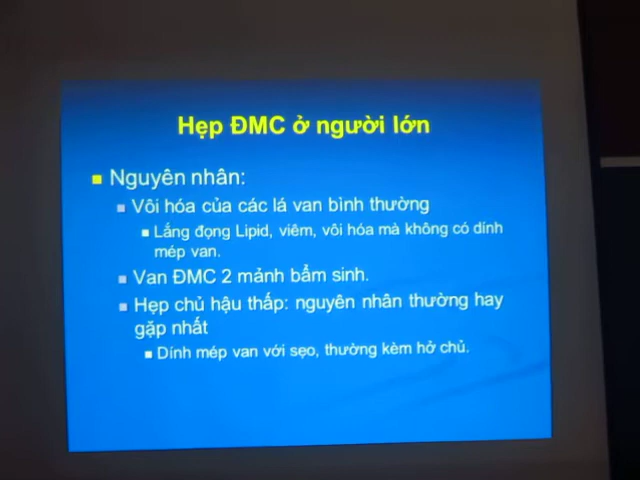 Hẹp ĐMC ở người lớn
Nguyên nhân:
Vôi hóa của các lá van bình thường
Lắng đọng Lipid, viêm, vôi hóa mà không có dính
mép van.
Van ĐMC 2 mảnh bẩm sinh.
Hẹp chủ hậu thấp: nguyên nhân thường hay
gặp nhất
Dính mép van với sẹo, thường kèm hở chủ.